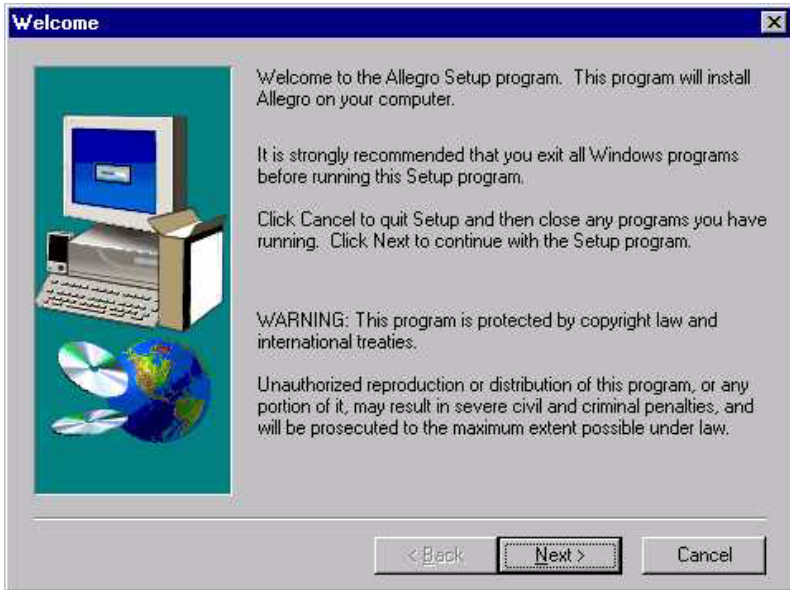 Welcome
Welcome to the Allegro Setup program.  This program will install
Allegro on your computer.
It is strongly recommended that you exit all Windows programs
before running this Setup program.
Click Cancel to quit Setup and then close any programs you have
running.  Click Next to continue with the Setup program.
WARNING: This program is protected by copyright law and
international treaties.
Unauthorized reproduction or distribution of this program, or any
portion of it, may result in severe civil and criminal penalties, and
will be prosecuted to the maximum extent possible under law.
< Back
Next >
Cancel